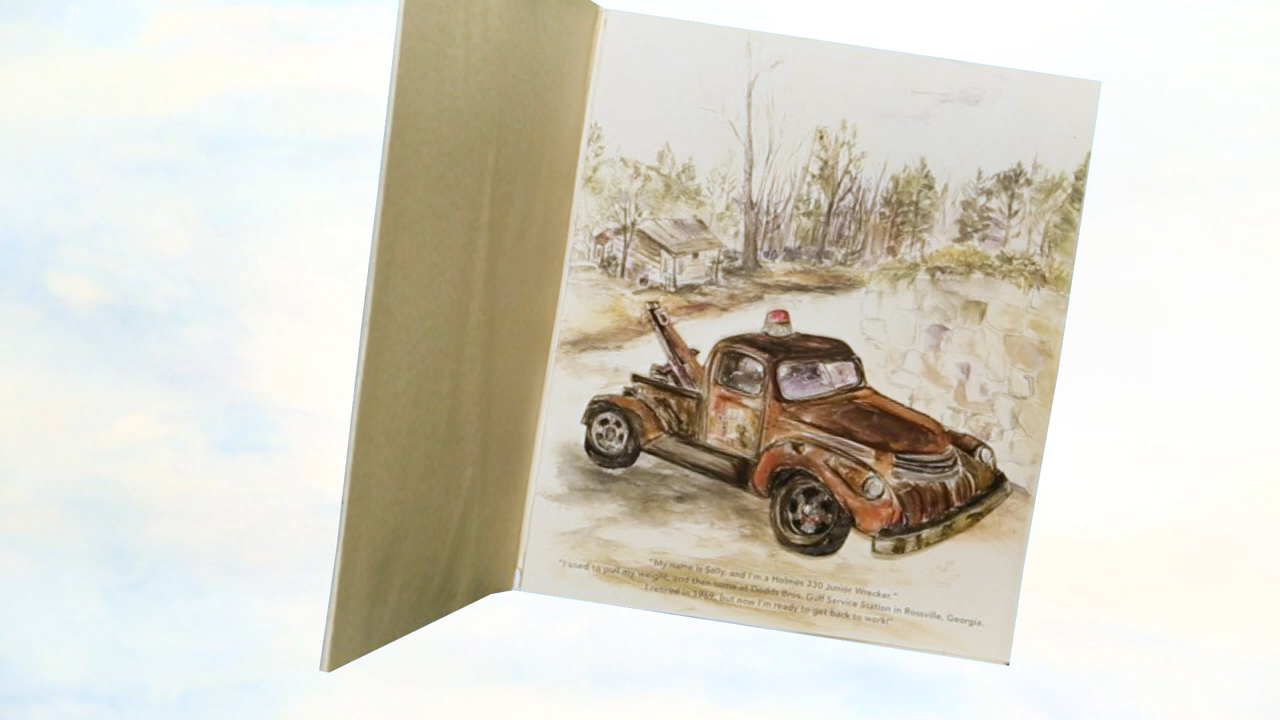 "My name is Sally, and I'm a Holmes 330 Junior Wrecker."
"I used to pull my weight, and then some at Dodds Bros. Gulf Service Station in Rossville, Georgia.
I retired in 1969, but now I'm ready to get back to work!"